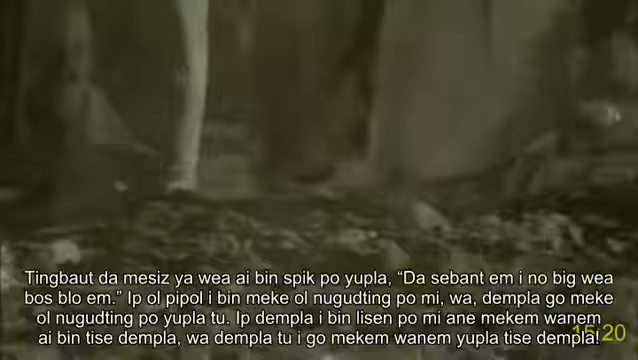 Tingbaut da mesiz ya wea ai bin spik po yupla, “Da sebant em i no big wea
bos blo em.” Ip ol pipol i bin meke ol nugudting po mi, wa, dempla go meke
ol nugudting po yupla tu. Ip dempla i bin lisen po mi ane mekem wanem
ai bin tise dempla, wa dempla tu i go mekem wanem yupla tise dempla!
15:20